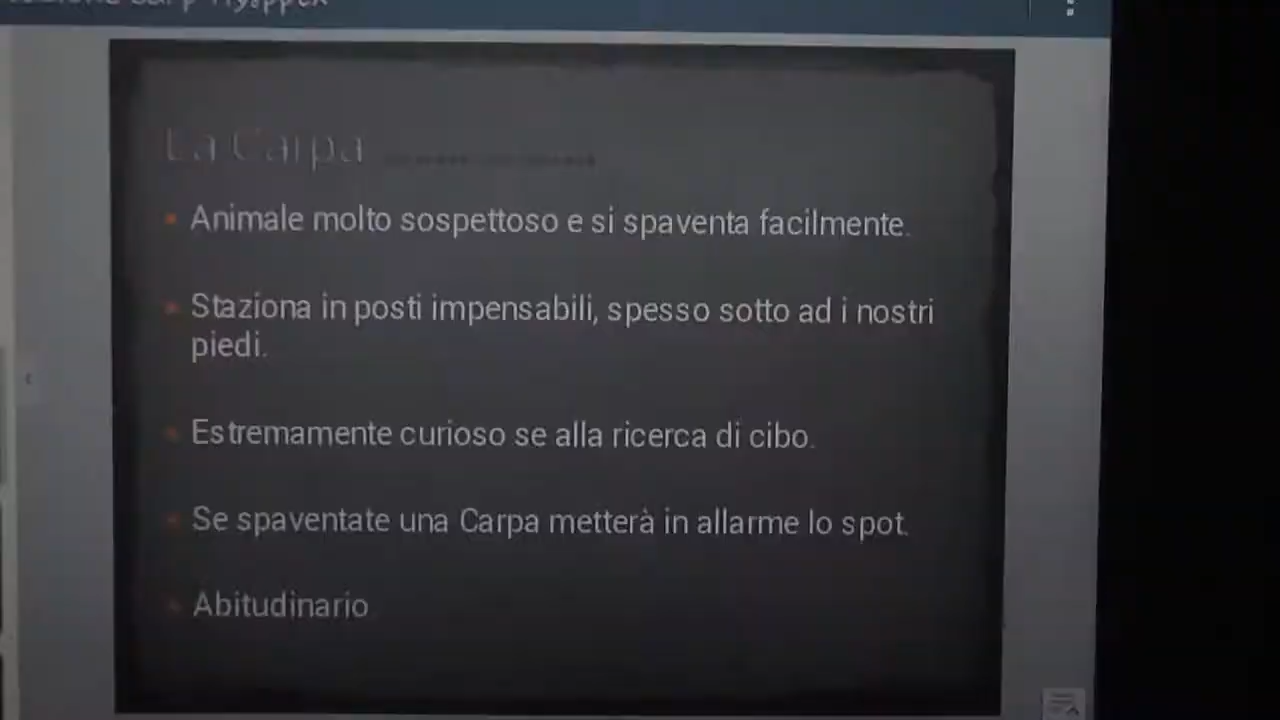 La Carpa
Animale molto sospettoso e si spaventa facilmente.
Staziona in posti impensabili, spesso sotto ad i nostri
piedi.
Estremamente curioso se alla ricerca di cibo.
Se spaventate una Carpa metterà in allarme lo spot.
Abitudinario